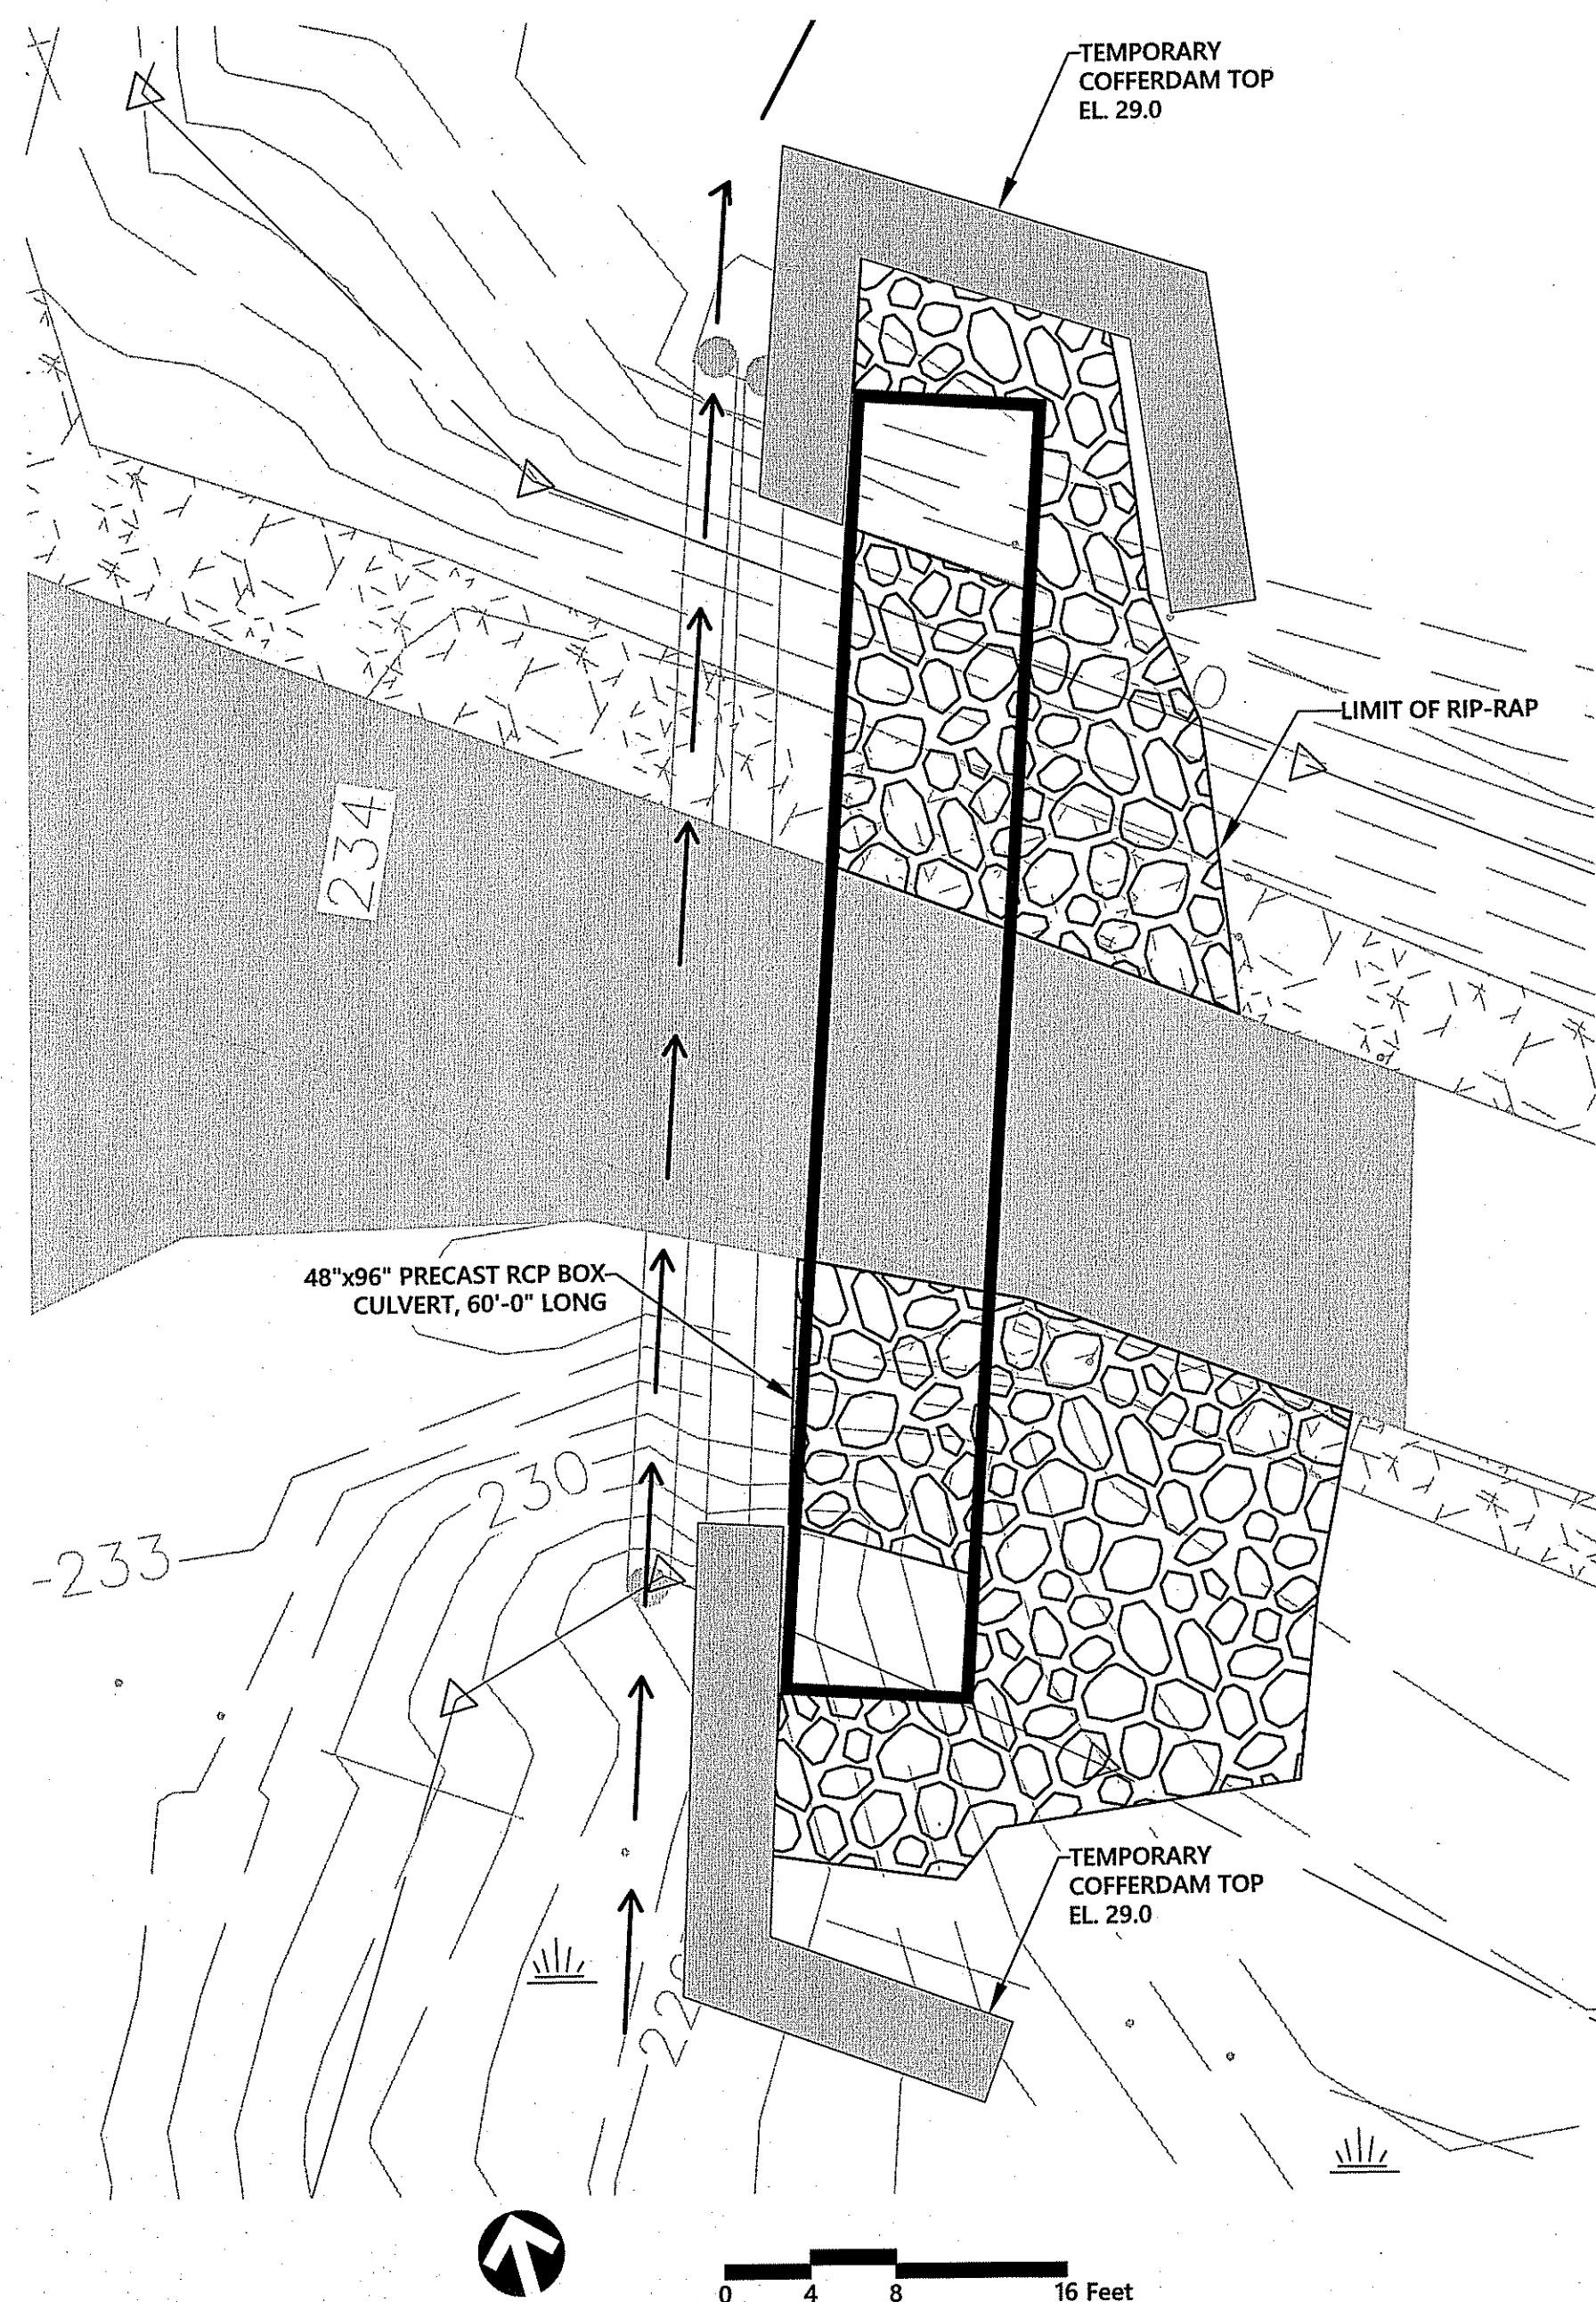 TEMPORARY
COFFERDAM TOP
EL. 29.0
LIMIT OF RIP-RAP
234
48"x96" PRECAST RCP BOX
CULVERT, 60'-0" LONG
230
-233
TEMPORARY
COFFERDAM TOP
EL. 29.0
0 4 8 16 Feet